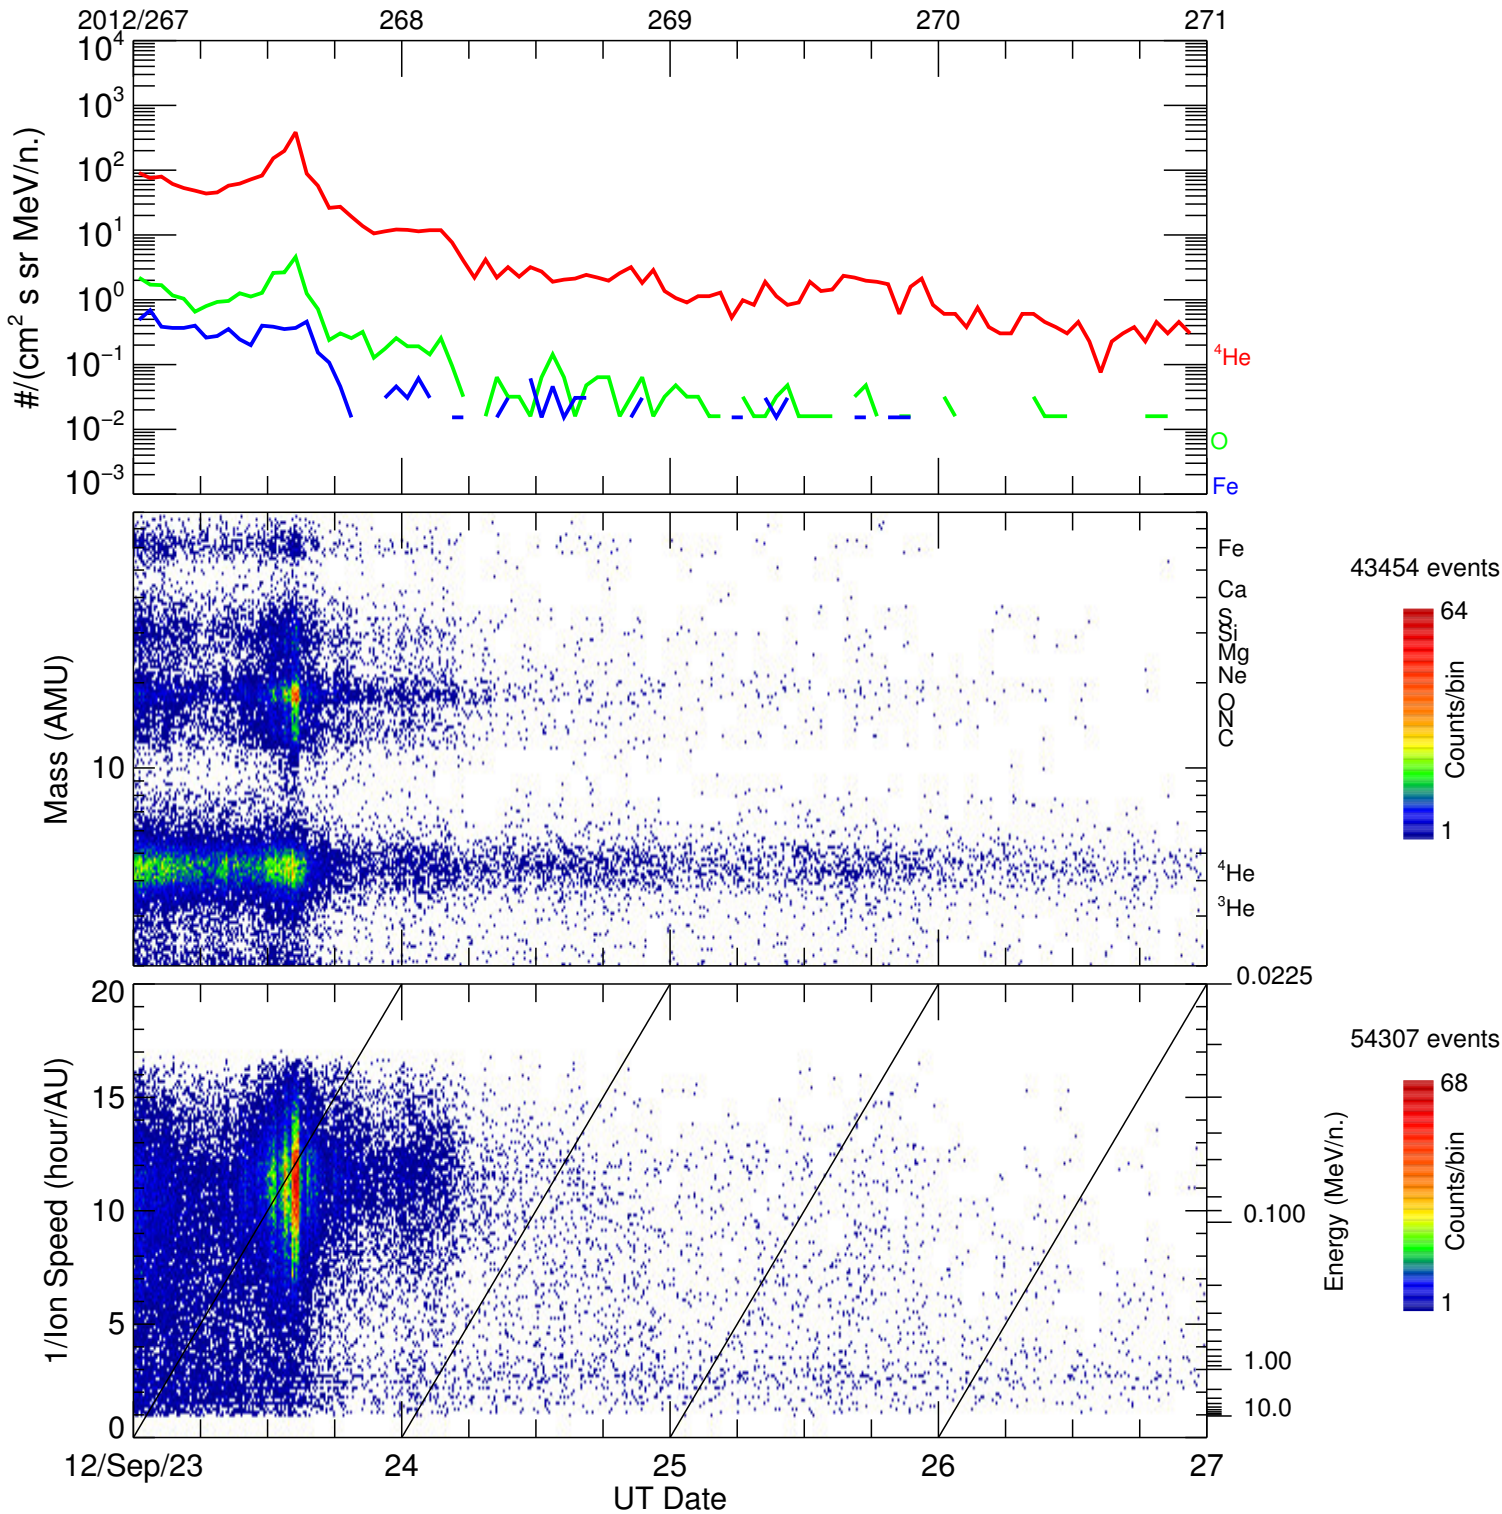 2012/267 268 269 270 271
10^4
10^3
10^2
10^1
10^0
10^−1
10^−2
10^−3
#/(cm^2 s sr MeV/n.)
^4He
O
Fe
Mass (AMU)
10
Fe
Ca
S
Si
Mg
Ne
O
N
C
^4He
^3He
43454 events
64
Counts/bin
1
20
15
10
5
0
1/Ion Speed (hour/AU)
0.0225
0.100
1.00
10.0
Energy (MeV/n.)
54307 events
68
Counts/bin
1
12/Sep/23 24 25 26 27
UT Date